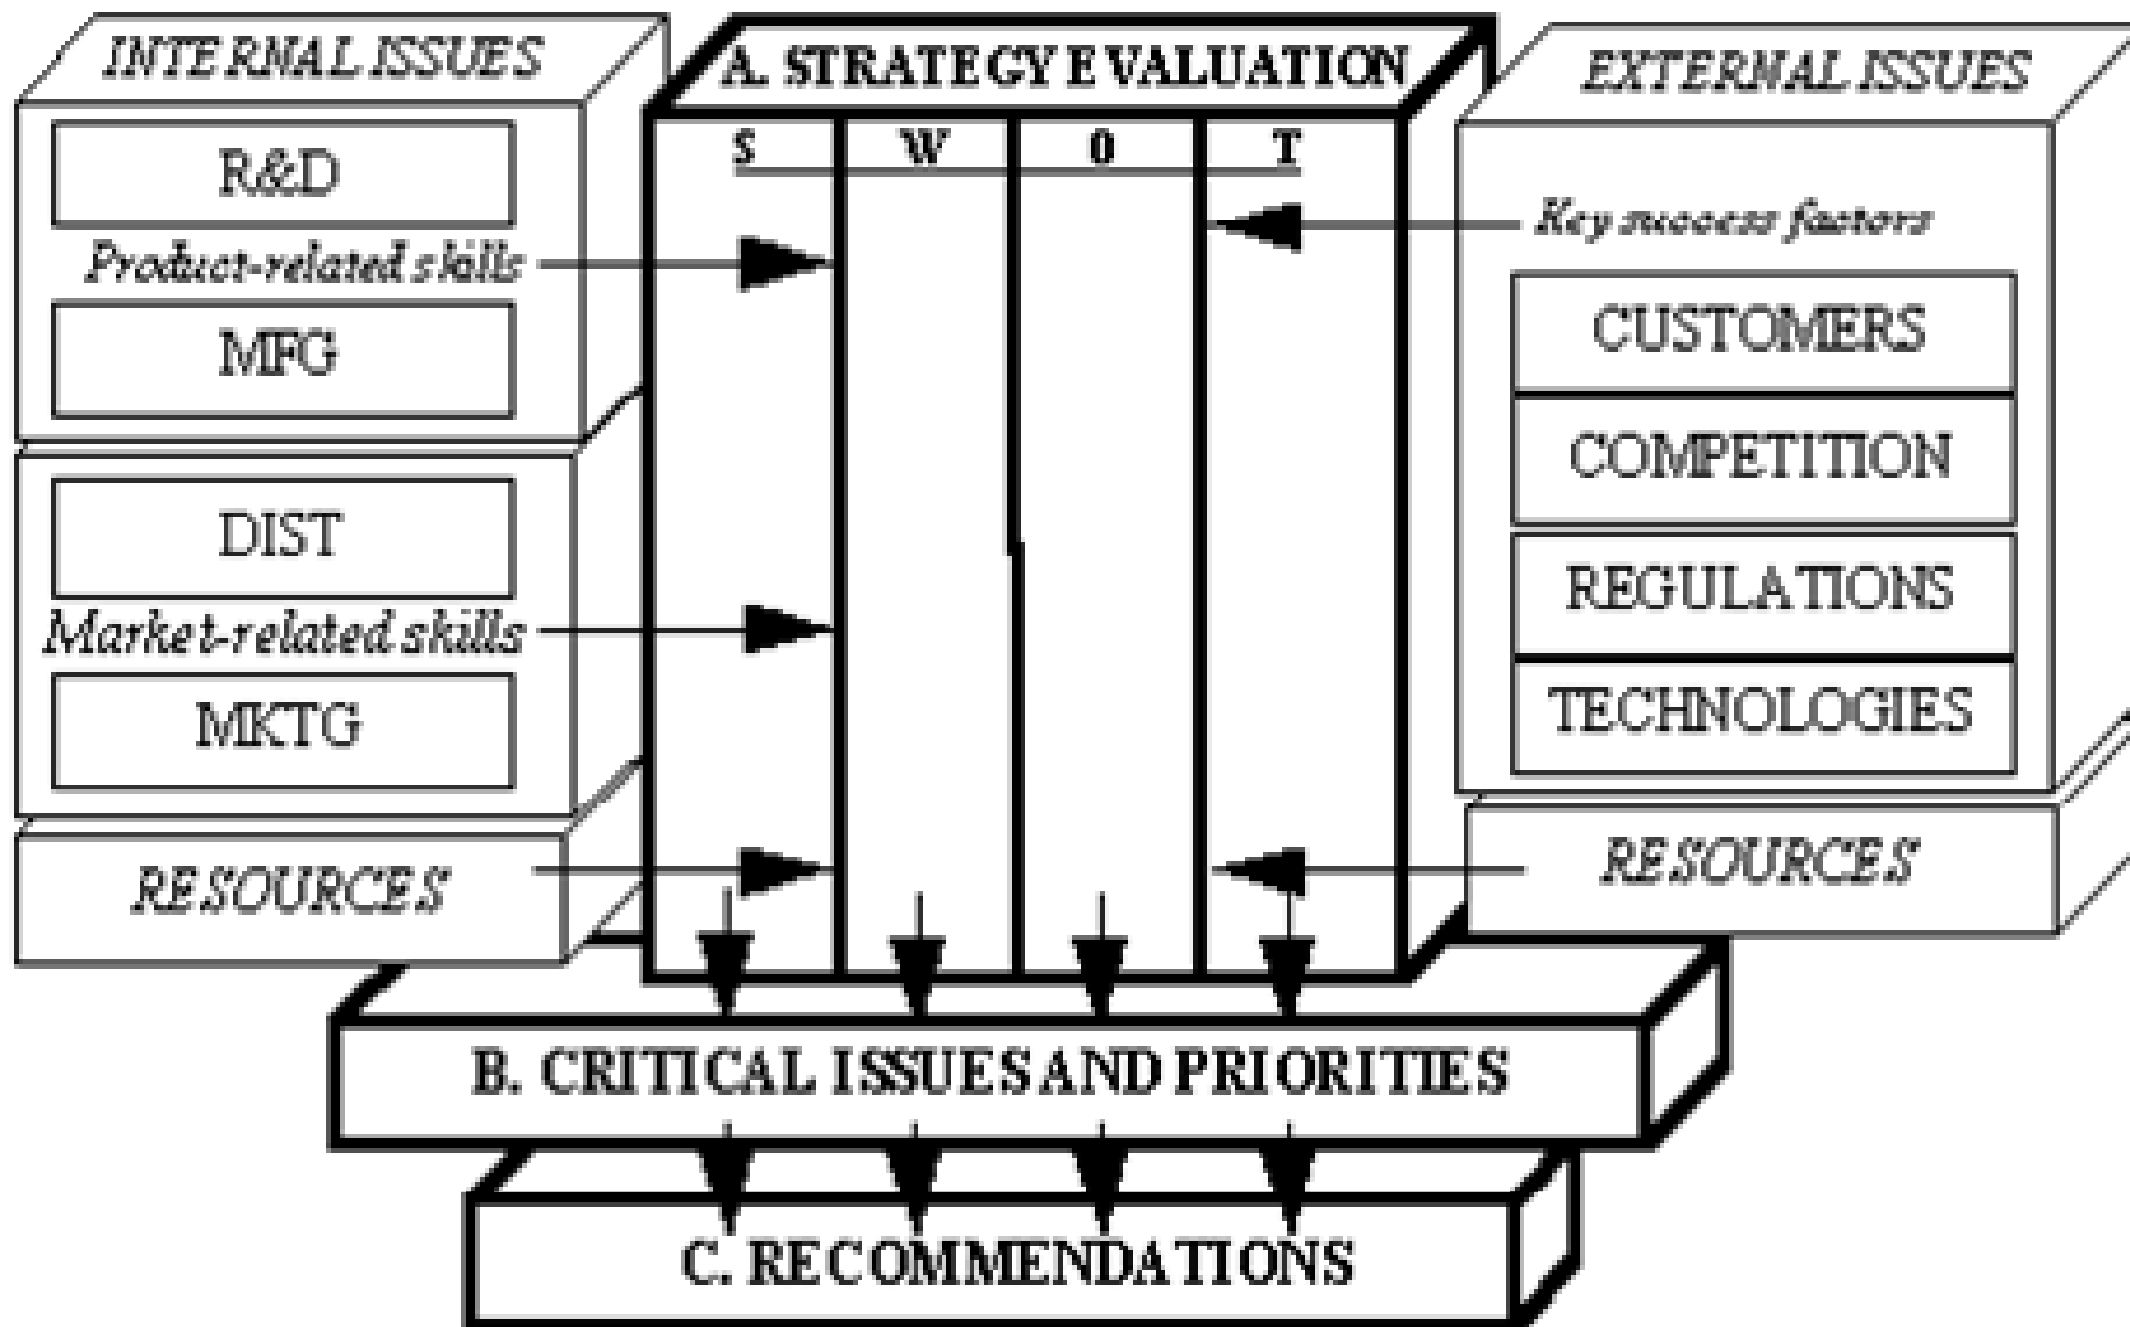 INTERNAL ISSUES
R&D
Product-related skills
MFG
DIST
Market-related skills
MKTG
RESOURCES
A. STRATEGY EVALUATION
S W O T
EXTERNAL ISSUES
Key success factors
CUSTOMERS
COMPETITION
REGULATIONS
TECHNOLOGIES
RESOURCES
B. CRITICAL ISSUES AND PRIORITIES
C. RECOMMENDATIONS